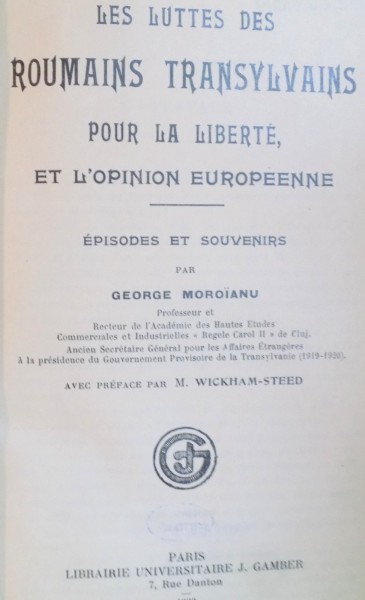 LES LUTTES DES
ROUMAINS TRANSYLVAINS
POUR LA LIBERTÉ,
ET L'OPINION EUROPÉENNE
ÉPISODES ET SOUVENIRS
PAR
GEORGE MOROÏANU
Professeur et
Recteur de l'Académie des Hautes Etudes
Commerciales et Industrielles « Regele Carol II » de Cluj.
Ancien Secrétaire Général pour les Affaires Étrangères
à la présidence du Gouvernement Provisoire de la Transylvanie (1919-1920).
AVEC PRÉFACE PAR M. WICKHAM-STEED
PARIS
LIBRAIRIE UNIVERSITAIRE J. GAMBER
7, Rue Danton